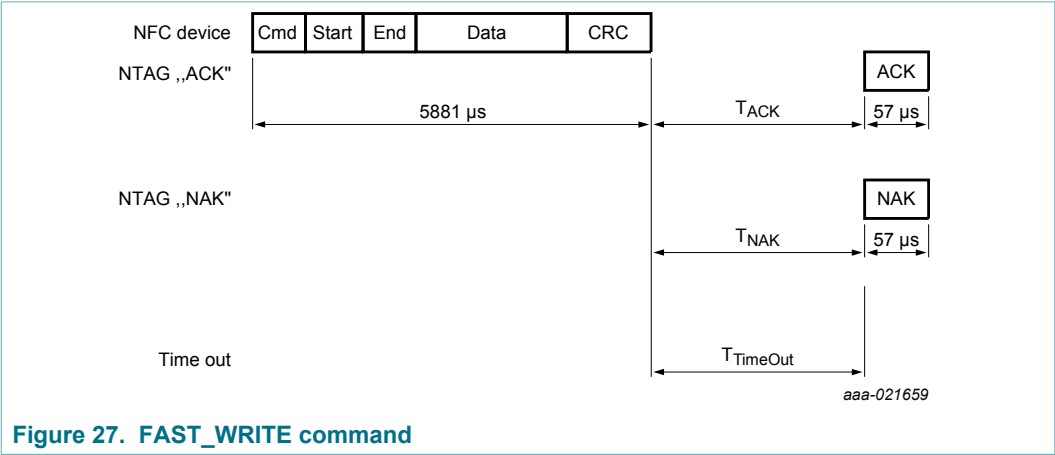 NFC device Cmd Start End Data CRC
NTAG ,,ACK" ACK
5881 µs TACK 57 µs
NTAG ,,NAK" NAK
TNAK 57 µs
Time out TTimeOut
aaa-021659
Figure 27. FAST_WRITE command